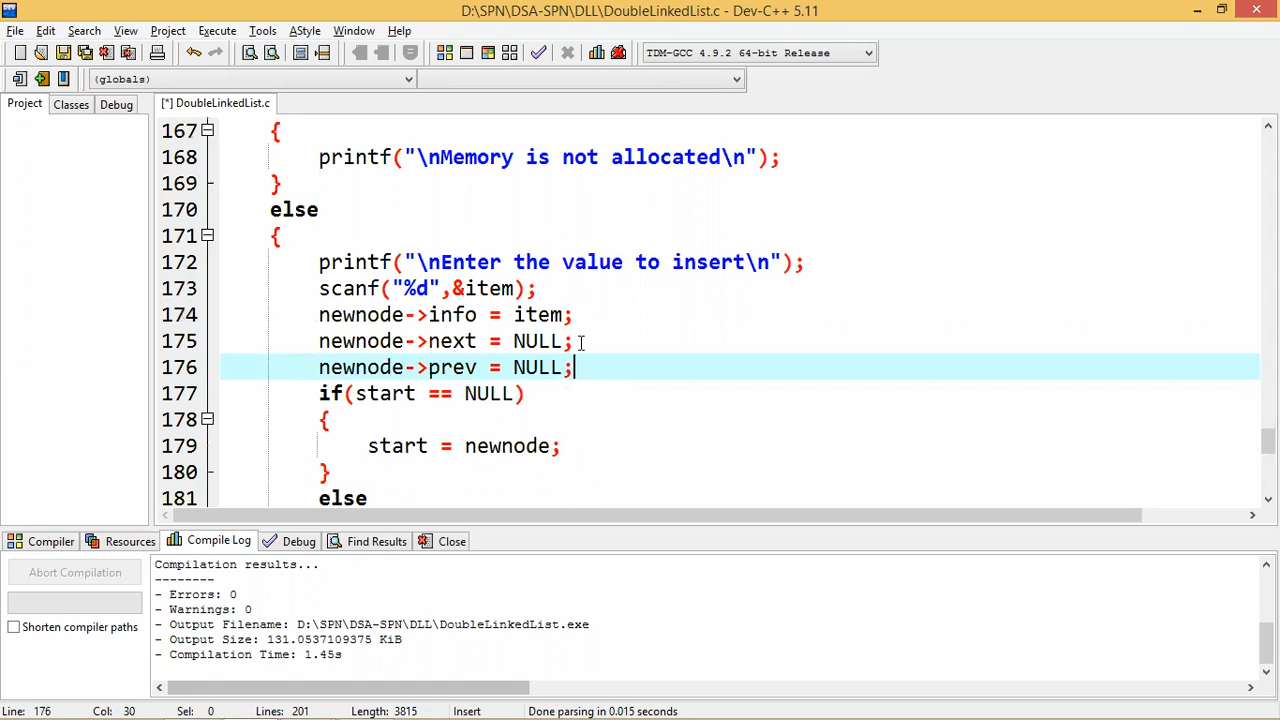 D:\SPN\DSA-SPN\DLL\DoubleLinkedList.c - Dev-C++ 5.11
File Edit Search View Project Execute Tools AStyle Window Help
TDM-GCC 4.9.2 64-bit Release
(globals)
Project Classes Debug [*] DoubleLinkedList.c
167 {
168 printf("\nMemory is not allocated\n");
169 }
170 else
171 {
172 printf("\nEnter the value to insert\n");
173 scanf("%d",&item);
174 newnode->info = item;
175 newnode->next = NULL;
176 newnode->prev = NULL;
177 if(start == NULL)
178 {
179 start = newnode;
180 }
181 else
Compiler Resources Compile Log Debug Find Results Close
Abort Compilation
Shorten compiler paths
Compilation results...
--------
- Errors: 0
- Warnings: 0
- Output Filename: D:\SPN\DSA-SPN\DLL\DoubleLinkedList.exe
- Output Size: 131.0537109375 KiB
- Compilation Time: 1.45s
Line: 176 Col: 30 Sel: 0 Lines: 201 Length: 3815 Insert Done parsing in 0.015 seconds